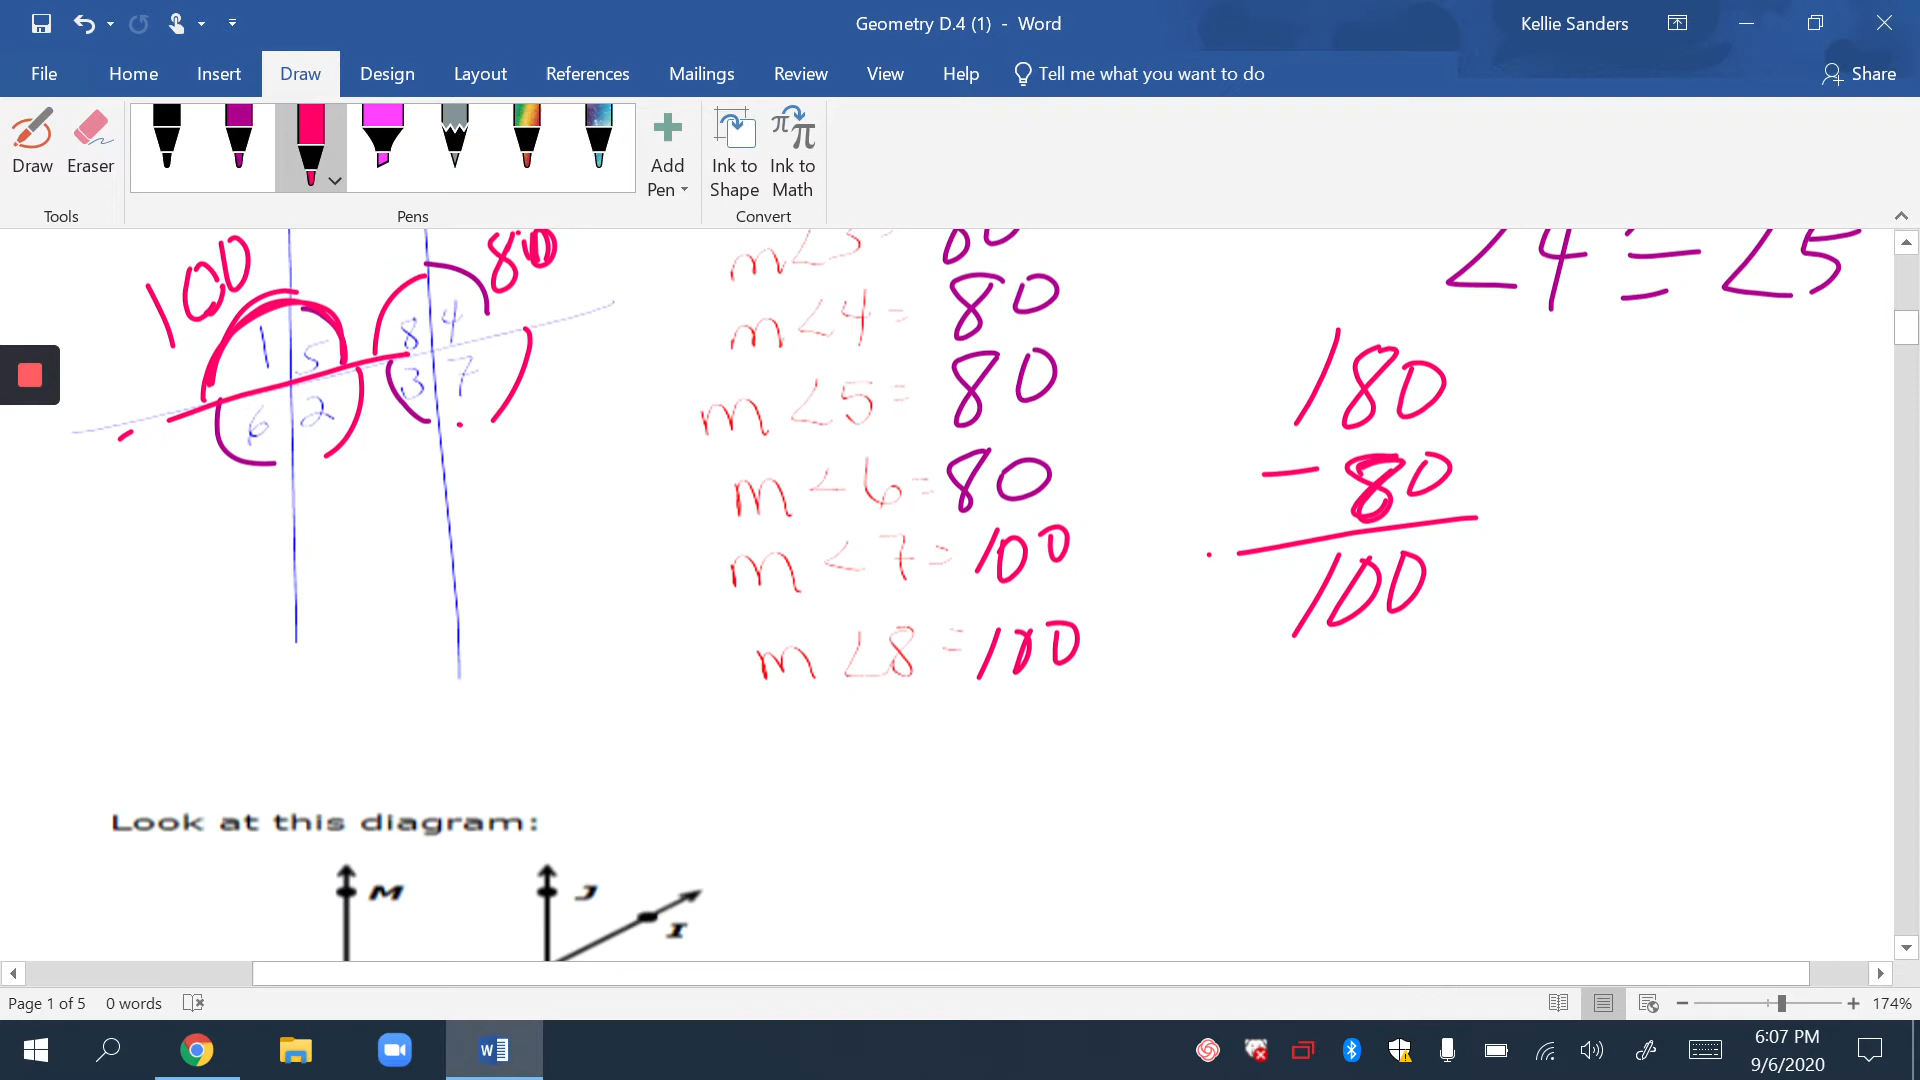 Geometry D.4 (1) - Word
Kellie Sanders
File Home Insert Draw Design Layout References Mailings Review View Help Tell me what you want to do Share
Draw Eraser Add Pen Ink to Shape Ink to Math
Tools Pens Convert
100
80
1 5 8 4
6 2 3 7
m<3 80
m<4= 80
m<5= 80
m<6= 80
m<7= 100
m<8= 100
<4 = <5
180
- 80
100
Look at this diagram:
M J
I
Page 1 of 5 0 words 174%
6:07 PM
9/6/2020